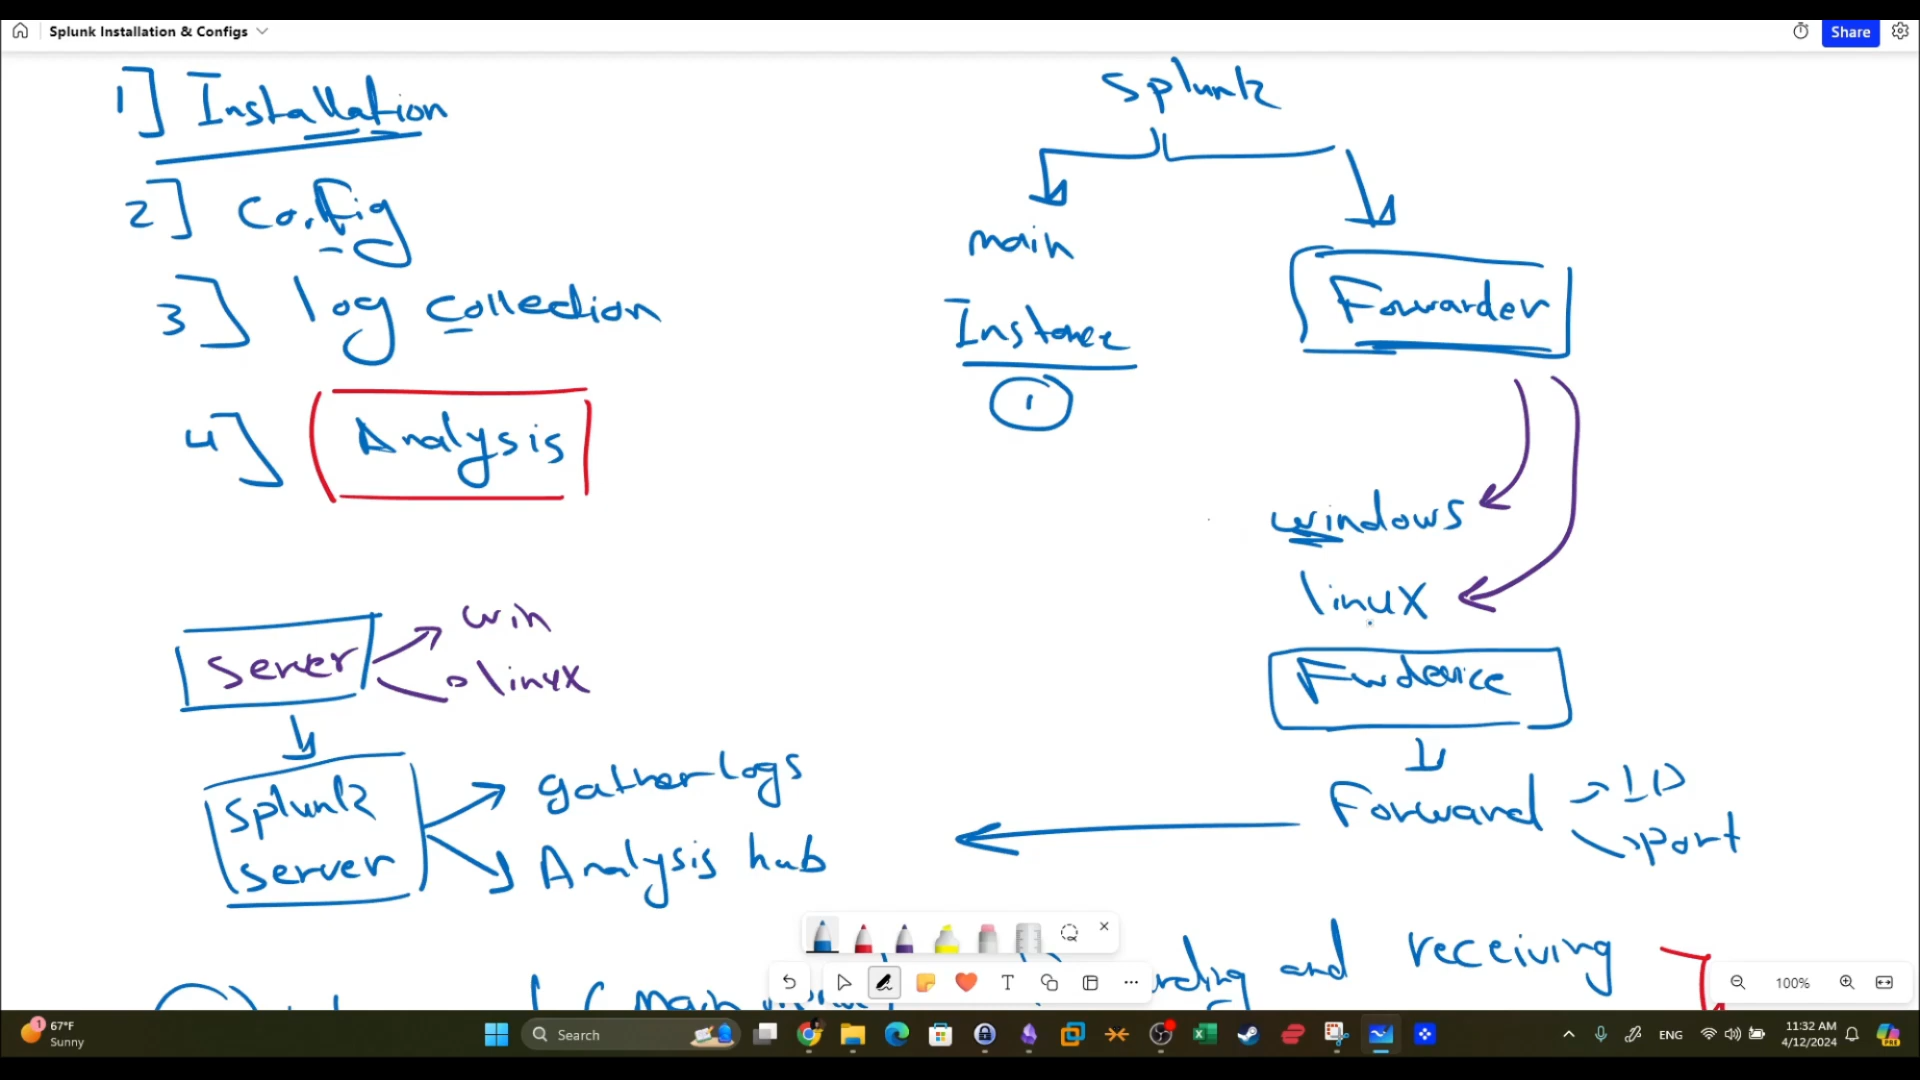 Splunk Installation & Configs
Share
1] Installation
2] Config
3] log collection
4] Analysis
Splunk
main
Instance
1
Forwarder
windows
linux
Fwdevice
Forward
IP
port
server
win
linux
splunk
server
gather logs
Analysis hub
and receiving
100%
1
67°F
Sunny
Search
ENG
11:32 AM
4/12/2024